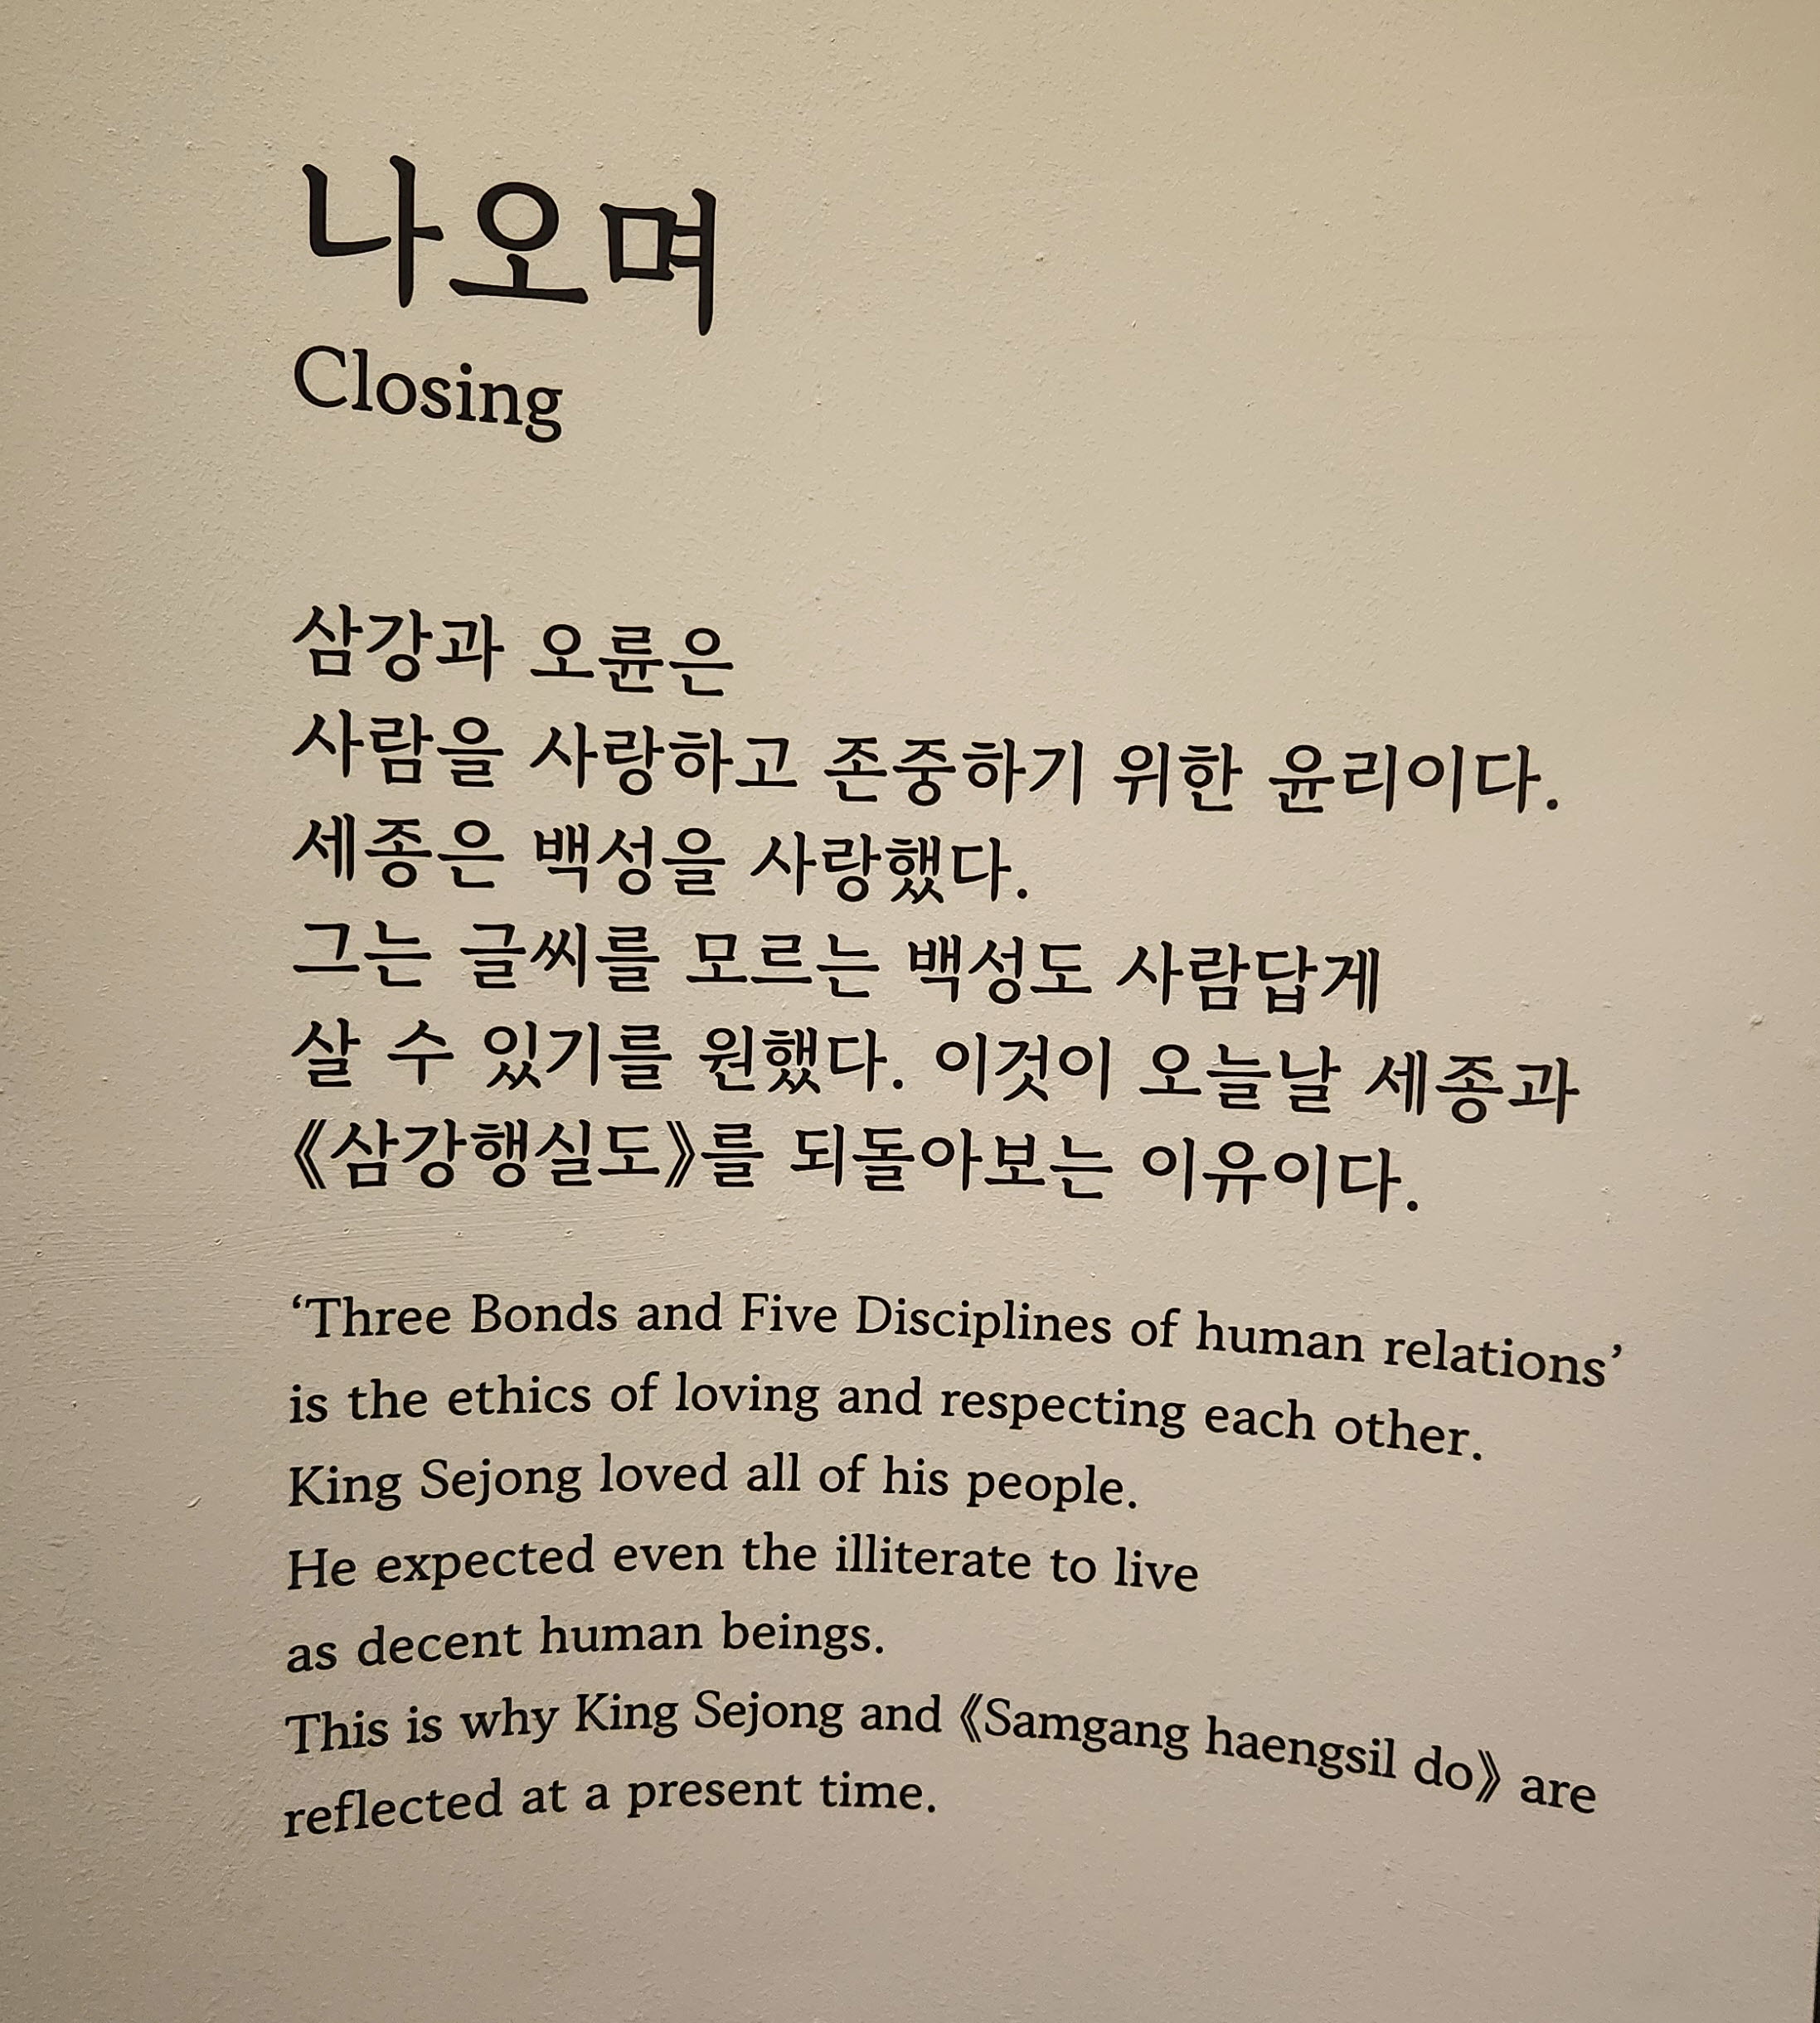 나오며
Closing
삼강과 오륜은
사람을 사랑하고 존중하기 위한 윤리이다.
세종은 백성을 사랑했다.
그는 글씨를 모르는 백성도 사람답게
살 수 있기를 원했다. 이것이 오늘날 세종과
《삼강행실도》를 되돌아보는 이유이다.
‘Three Bonds and Five Disciplines of human relations’
is the ethics of loving and respecting each other.
King Sejong loved all of his people.
He expected even the illiterate to live
as decent human beings.
This is why King Sejong and 《Samgang haengsil do》 are
reflected at a present time.